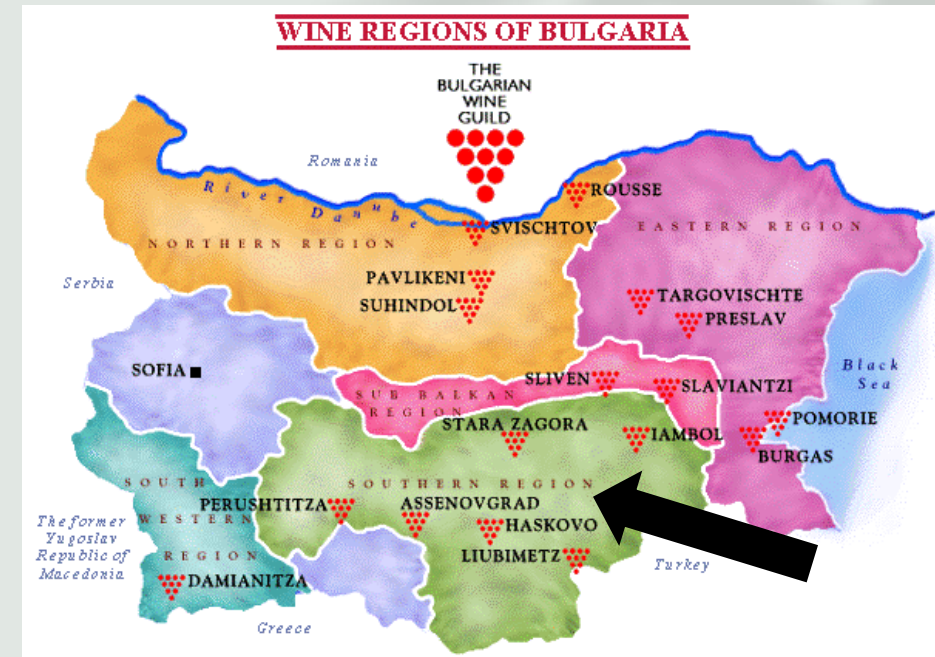 WINE REGIONS OF BULGARIA
THE
BULGARIAN
WINE
GUILD
Romania
River Danube
ROUSSE
SVISCHTOV
EASTERN REGION
NORTHERN REGION
Serbia
PAVLIKENI
SUHINDOL
TARGOVISCHTE
PRESLAV
SOFIA
Black
Sea
SLIVEN
SLAVIANTZI
SUB BALKAN
REGION
POMORIE
STARA ZAGORA
IAMBOL
BURGAS
SOUTH
WESTERN
REGION
SOUTHERN REGION
PERUSHTITZA
ASSENOVGRAD
HASKOVO
The former
Yugoslav
Republic of
Macedonia
LIUBIMETZ
Turkey
DAMIANITZA
Greece